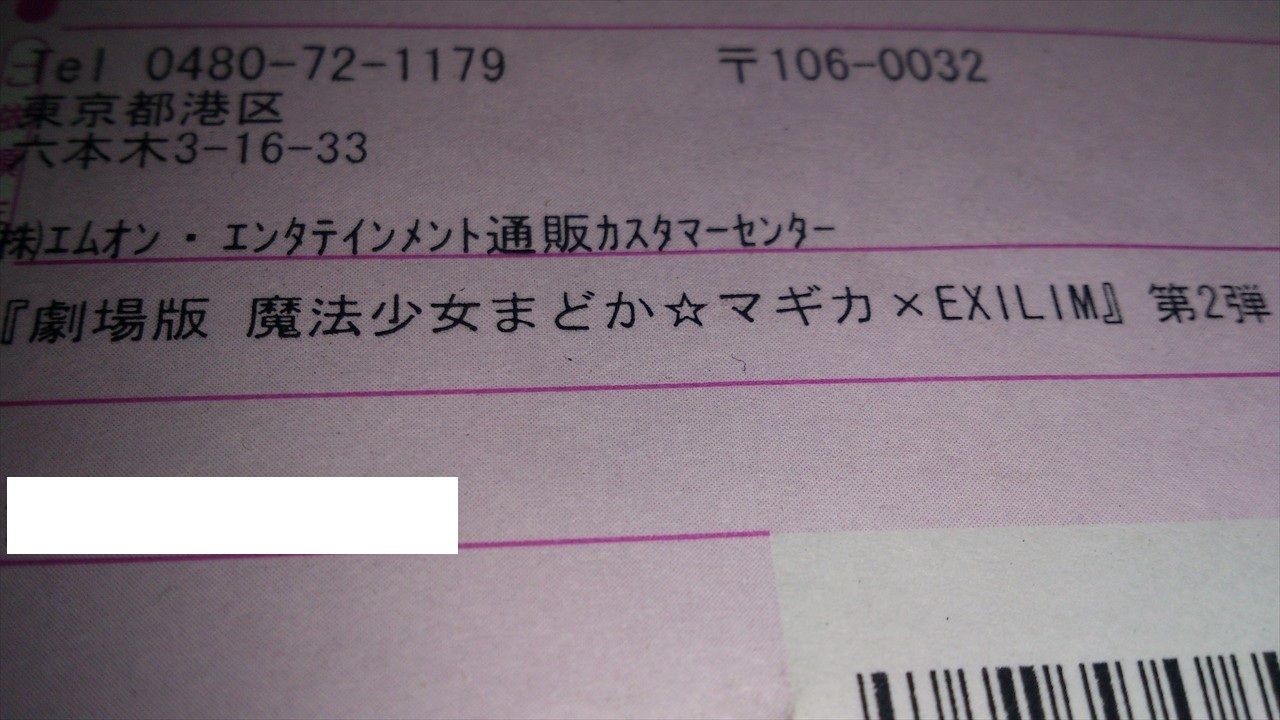 Tel 0480-72-1179 〒106-0032
東京都港区
六本木3-16-33
㈱エムオン・エンタテインメント通販カスタマーセンター
『劇場版 魔法少女まどか☆マギカ×EXILIM』 第2弾